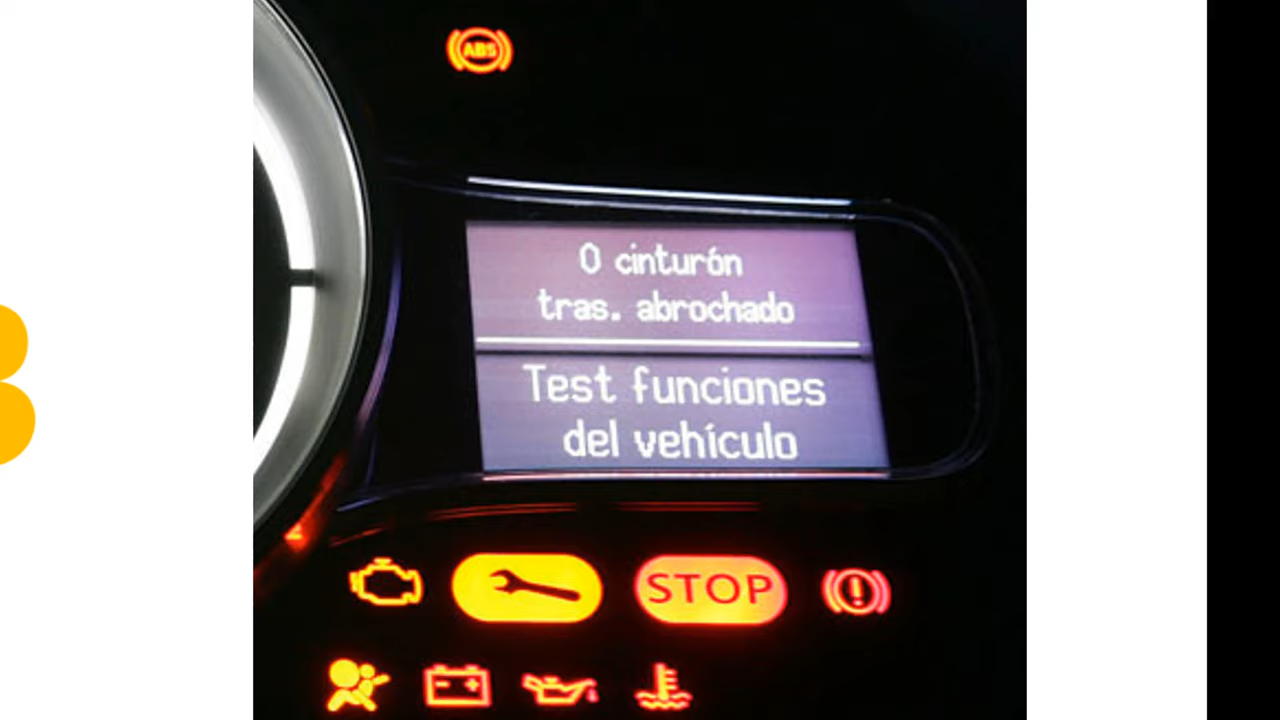 ABS
0 cinturón
tras. abrochado
Test funciones
del vehículo
STOP